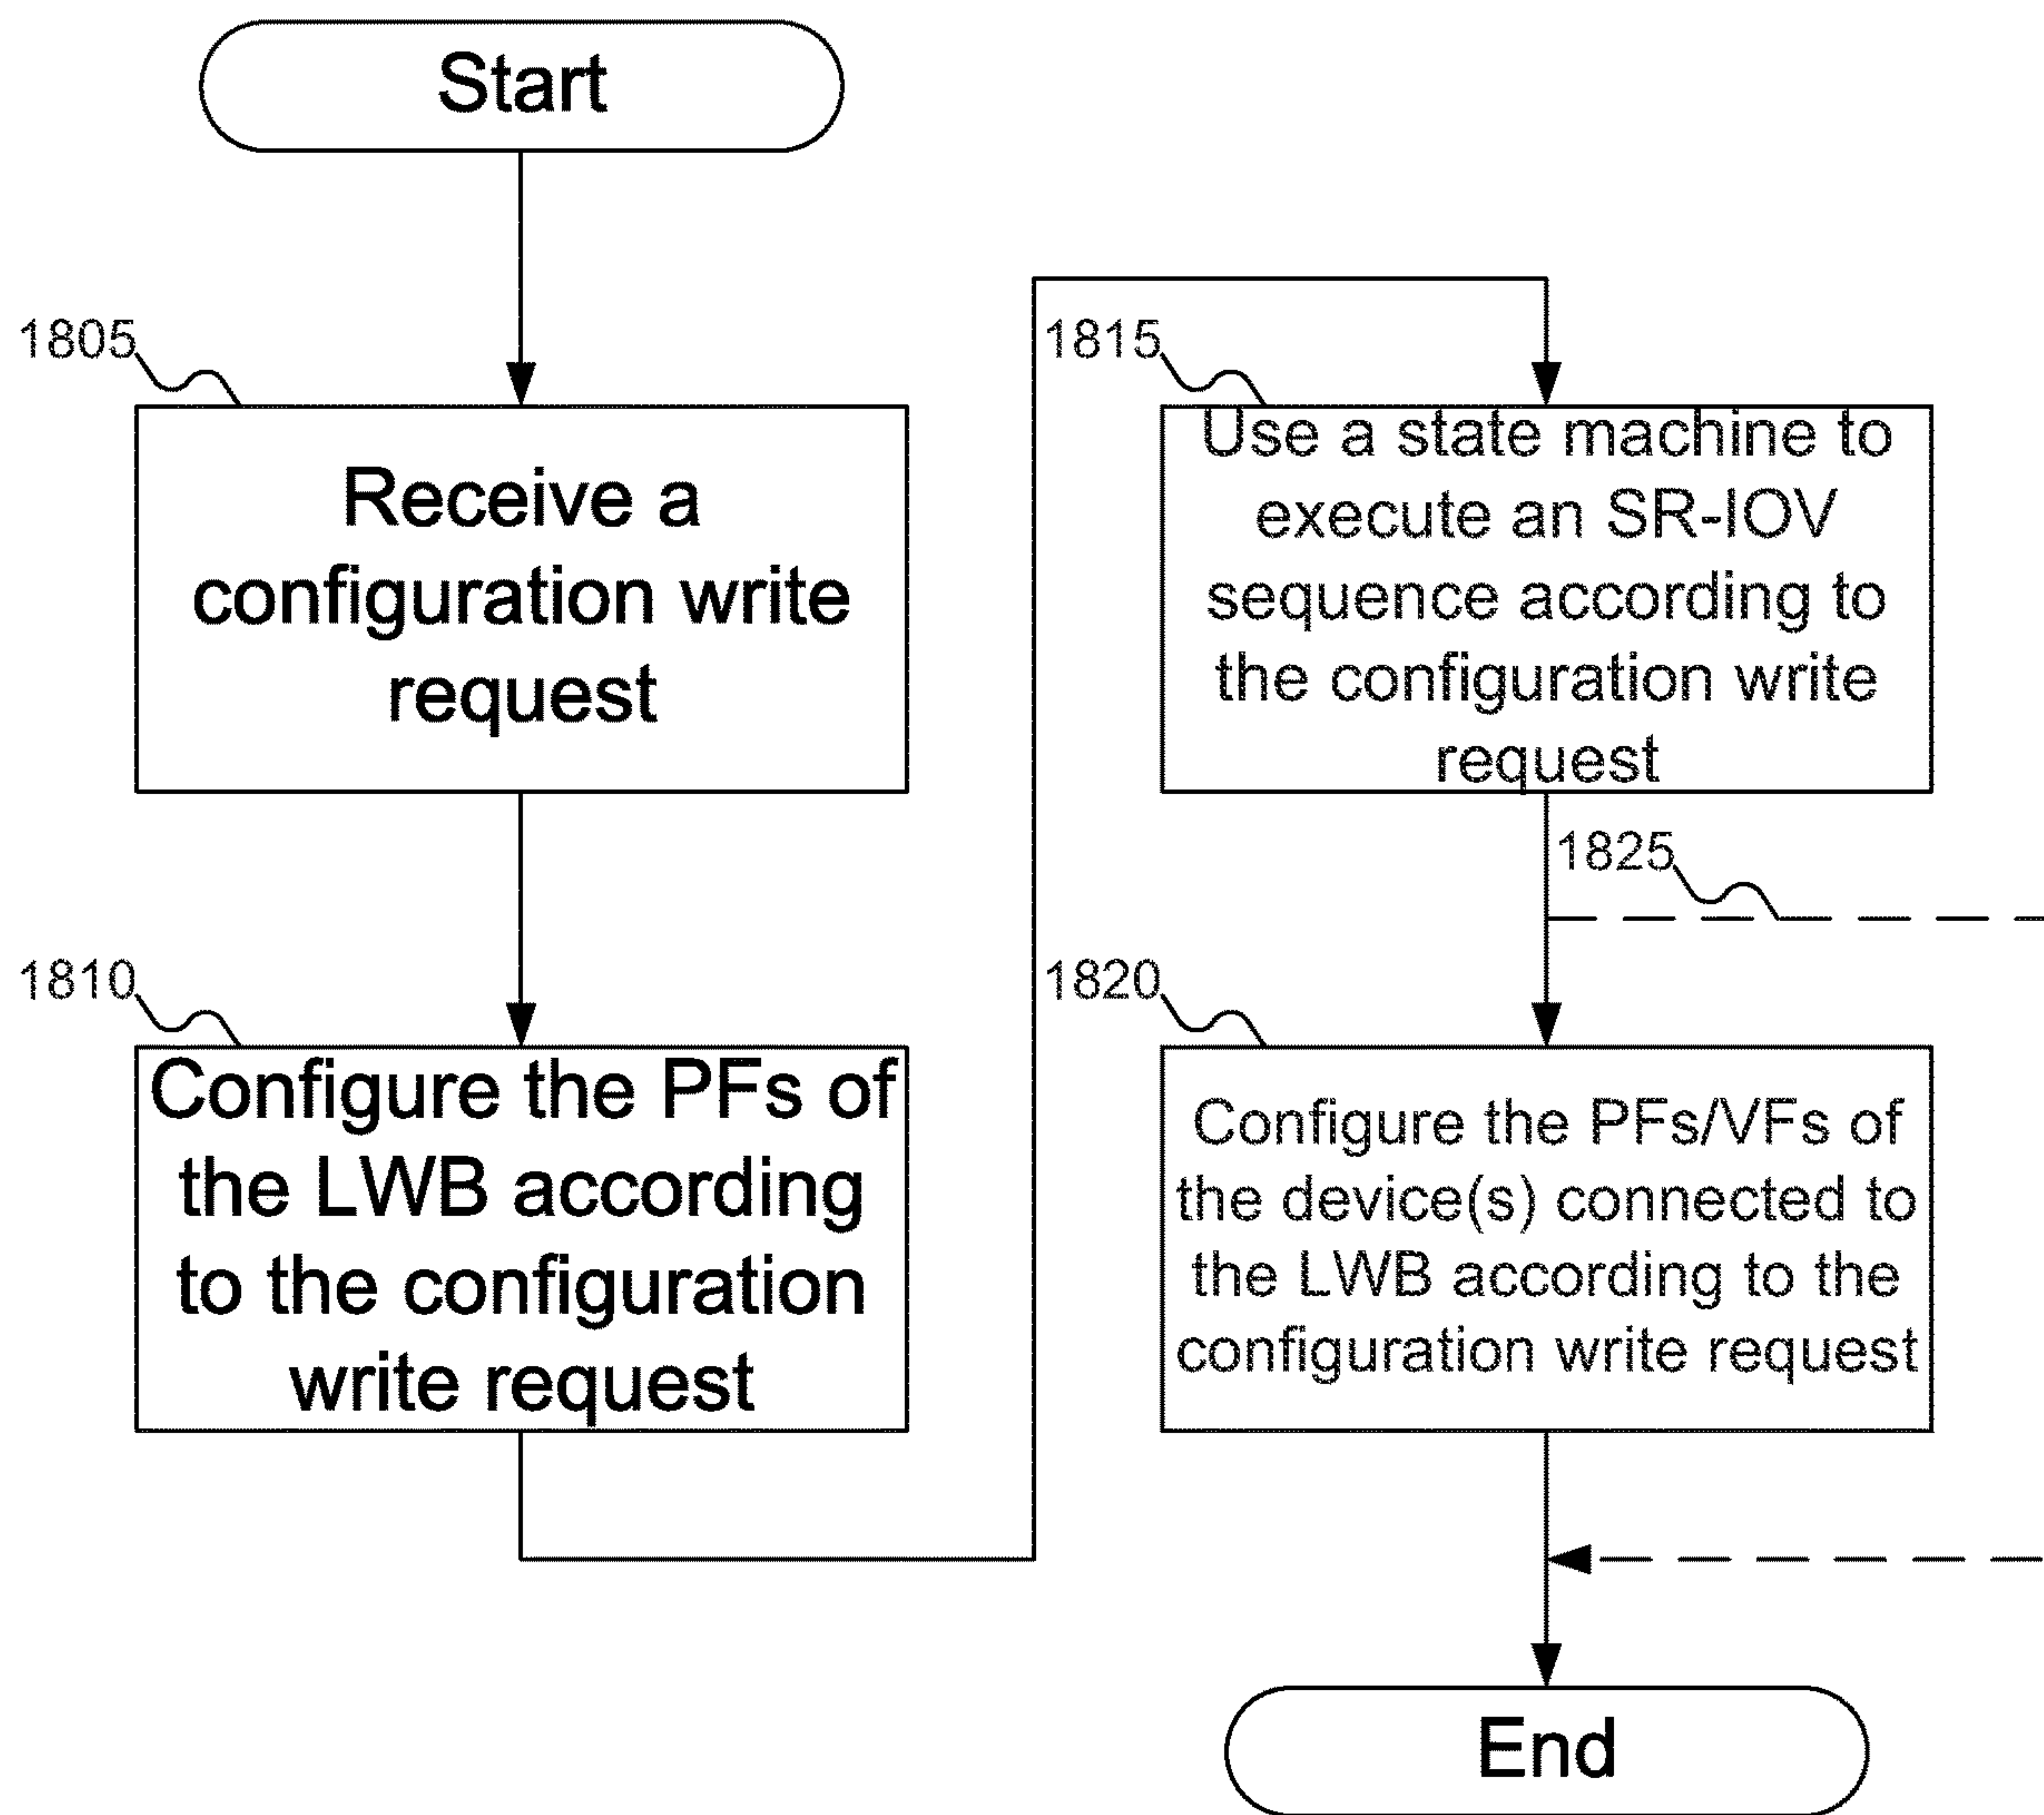 Start
1805
Receive a
configuration write
request
1810
Configure the PFs of
the LWB according
to the configuration
write request
1815
Use a state machine to
execute an SR-IOV
sequence according to
the configuration write
request
1825
1820
Configure the PFs/VFs of
the device(s) connected to
the LWB according to the
configuration write request
End